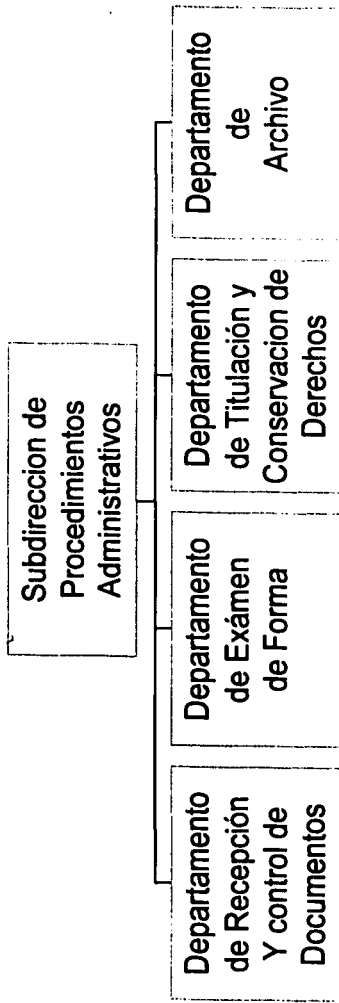 Subdireccion de
Procedimientos
Administrativos
Departamento
de Recepción
Y control de
Documentos
Departamento
de Exámen
de Forma
Departamento
de Titulación y
Conservacion de
Derechos
Departamento
de
Archivo